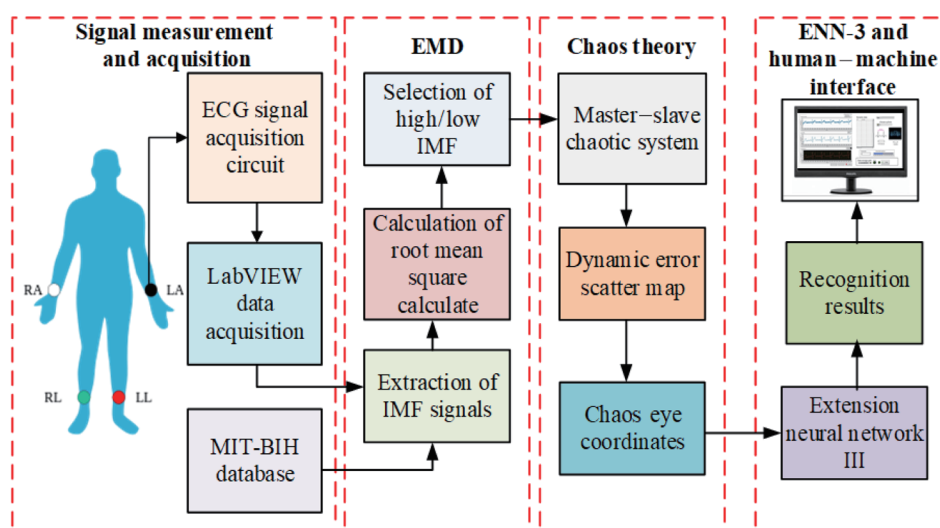 Signal measurement
and acquisition
ECG signal
acquisition
circuit
LabVIEW
data
acquisition
MIT-BIH
database
RA
LA
RL
LL
EMD
Selection of
high/low
IMF
Calculation of
root mean
square
calculate
Extraction of
IMF signals
Chaos theory
Master–slave
chaotic system
Dynamic error
scatter map
Chaos eye
coordinates
ENN-3 and
human–machine
interface
Recognition
results
Extension
neural network
III